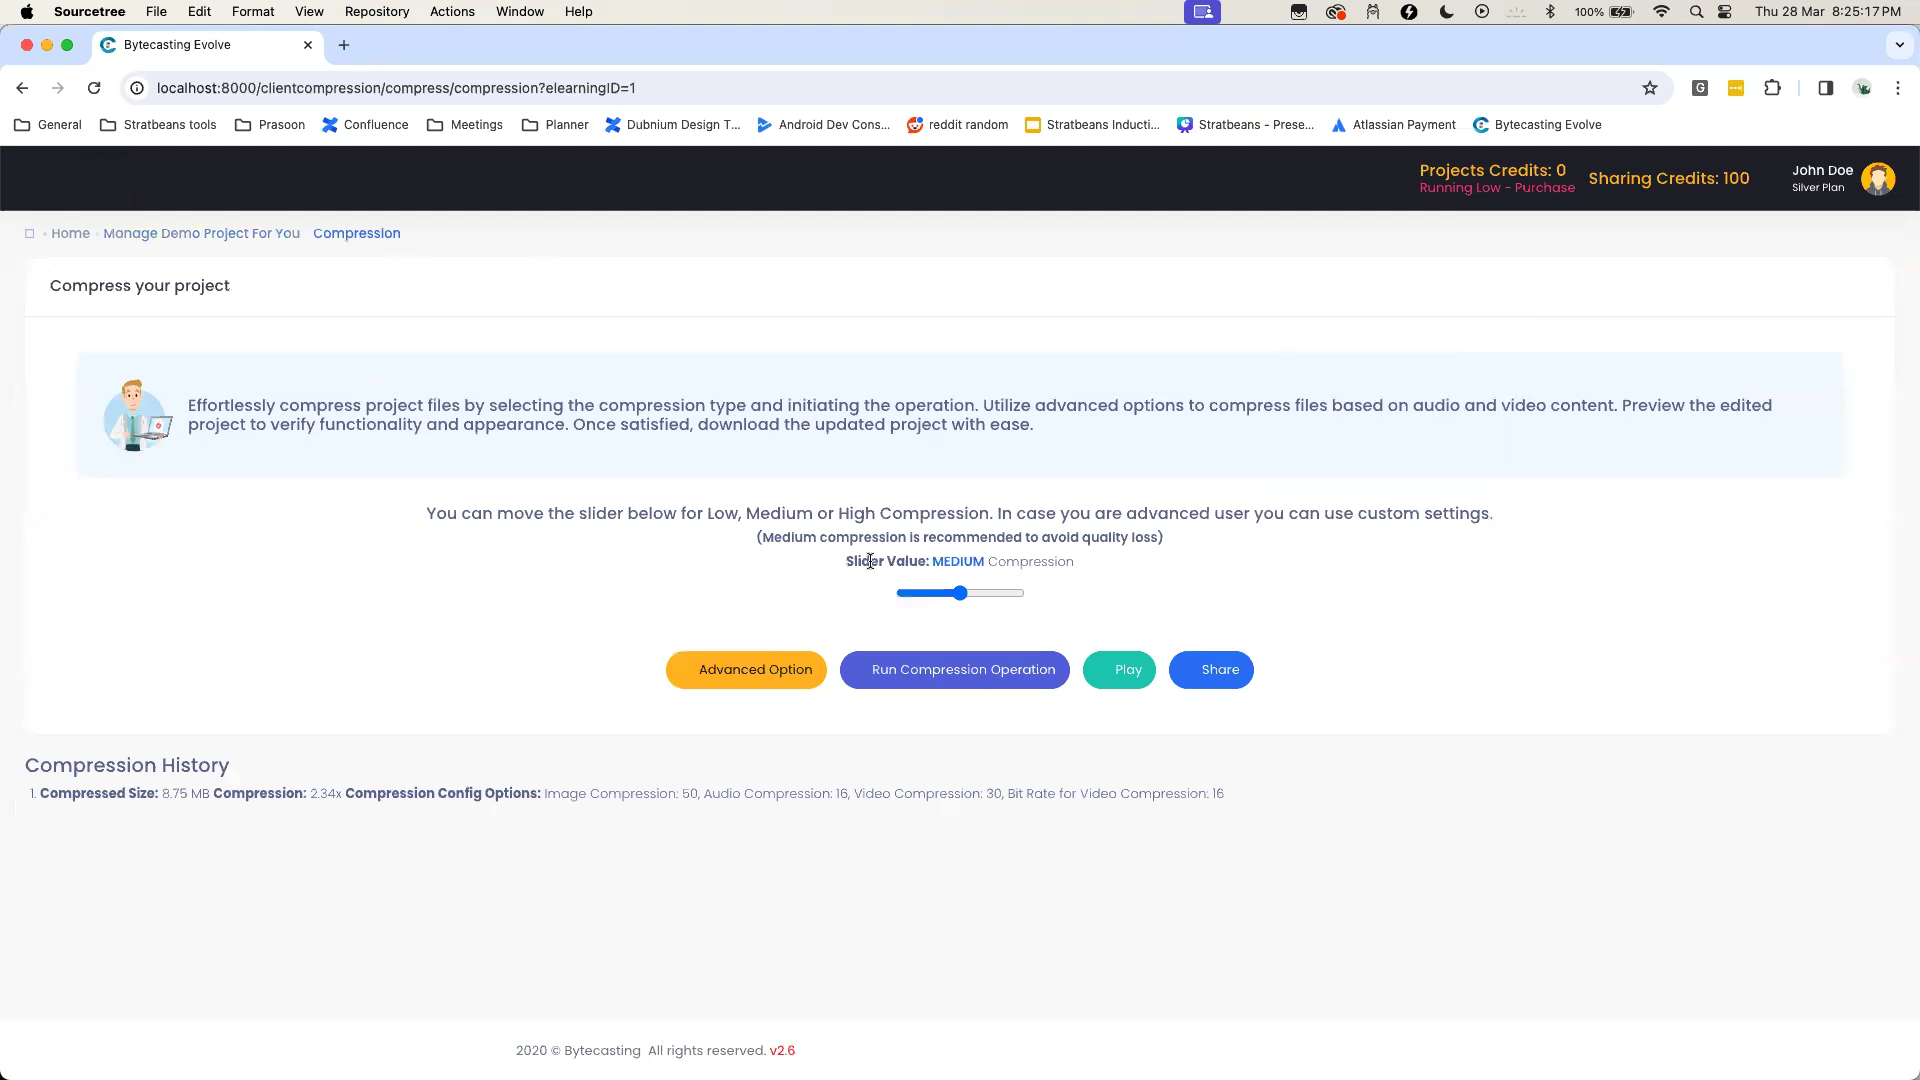 Sourcetree File Edit Format View Repository Actions Window Help 100% Thu 28 Mar 8:25:17 PM
Bytecasting Evolve
localhost:8000/clientcompression/compress/compression?elearningID=1
General Stratbeans tools Prasoon Confluence Meetings Planner Dubnium Design T... Android Dev Cons... reddit random Stratbeans Inducti... Stratbeans - Prese... Atlassian Payment Bytecasting Evolve
Projects Credits: 0 Sharing Credits: 100 John Doe
Running Low - Purchase Silver Plan
Home Manage Demo Project For You Compression
Compress your project
Effortlessly compress project files by selecting the compression type and initiating the operation. Utilize advanced options to compress files based on audio and video content. Preview the edited
project to verify functionality and appearance. Once satisfied, download the updated project with ease.
You can move the slider below for Low, Medium or High Compression. In case you are advanced user you can use custom settings.
(Medium compression is recommended to avoid quality loss)
Slider Value: MEDIUM Compression
Advanced Option Run Compression Operation Play Share
Compression History
1. Compressed Size: 8.75 MB Compression: 2.34x Compression Config Options: Image Compression: 50, Audio Compression: 16, Video Compression: 30, Bit Rate for Video Compression: 16
2020 © Bytecasting All rights reserved. v2.6